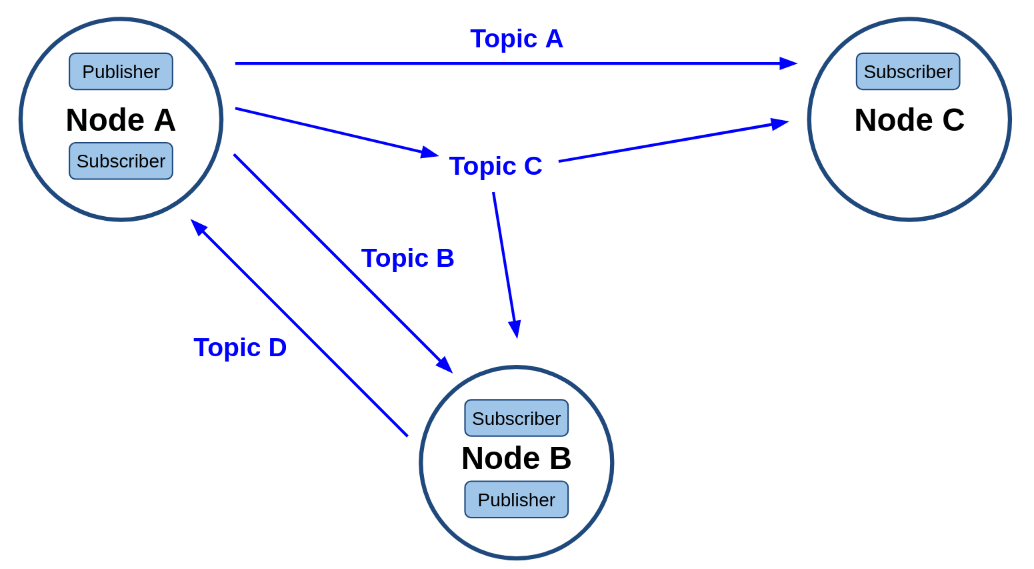 Topic A
Publisher
Node A
Subscriber
Subscriber
Node C
Topic C
Topic B
Topic D
Subscriber
Node B
Publisher